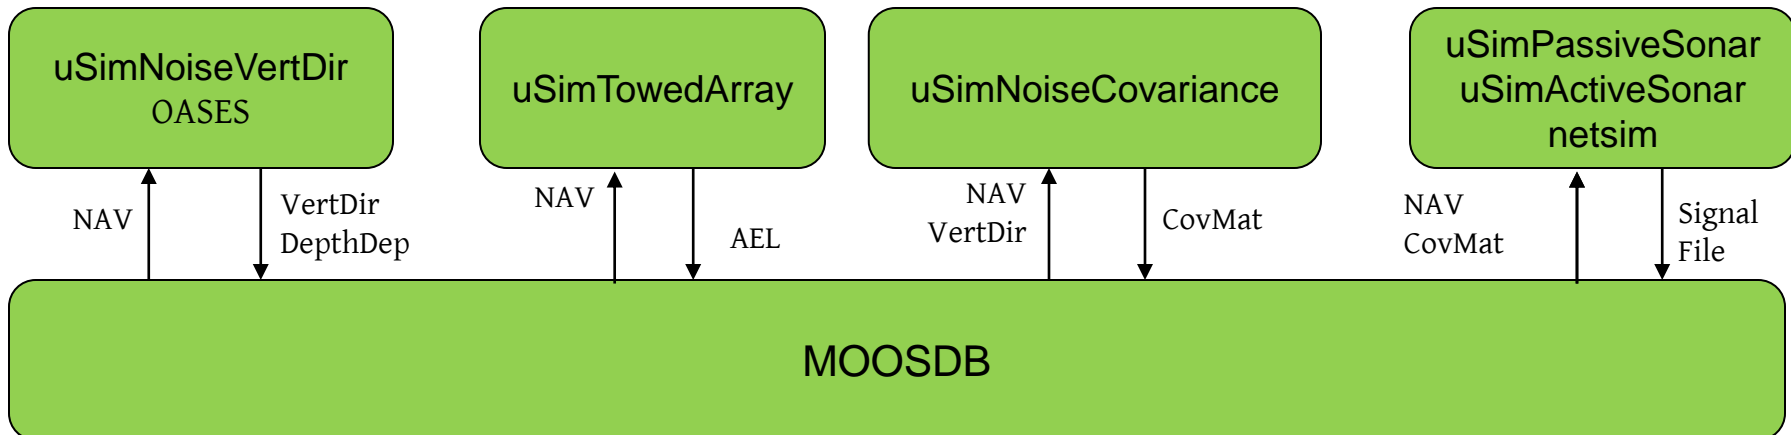 uSimNoiseVertDir
OASES
uSimTowedArray
uSimNoiseCovariance
uSimPassiveSonar
uSimActiveSonar
netsim
NAV
VertDir
DepthDep
NAV
AEL
NAV
VertDir
CovMat
NAV
CovMat
Signal
File
MOOSDB